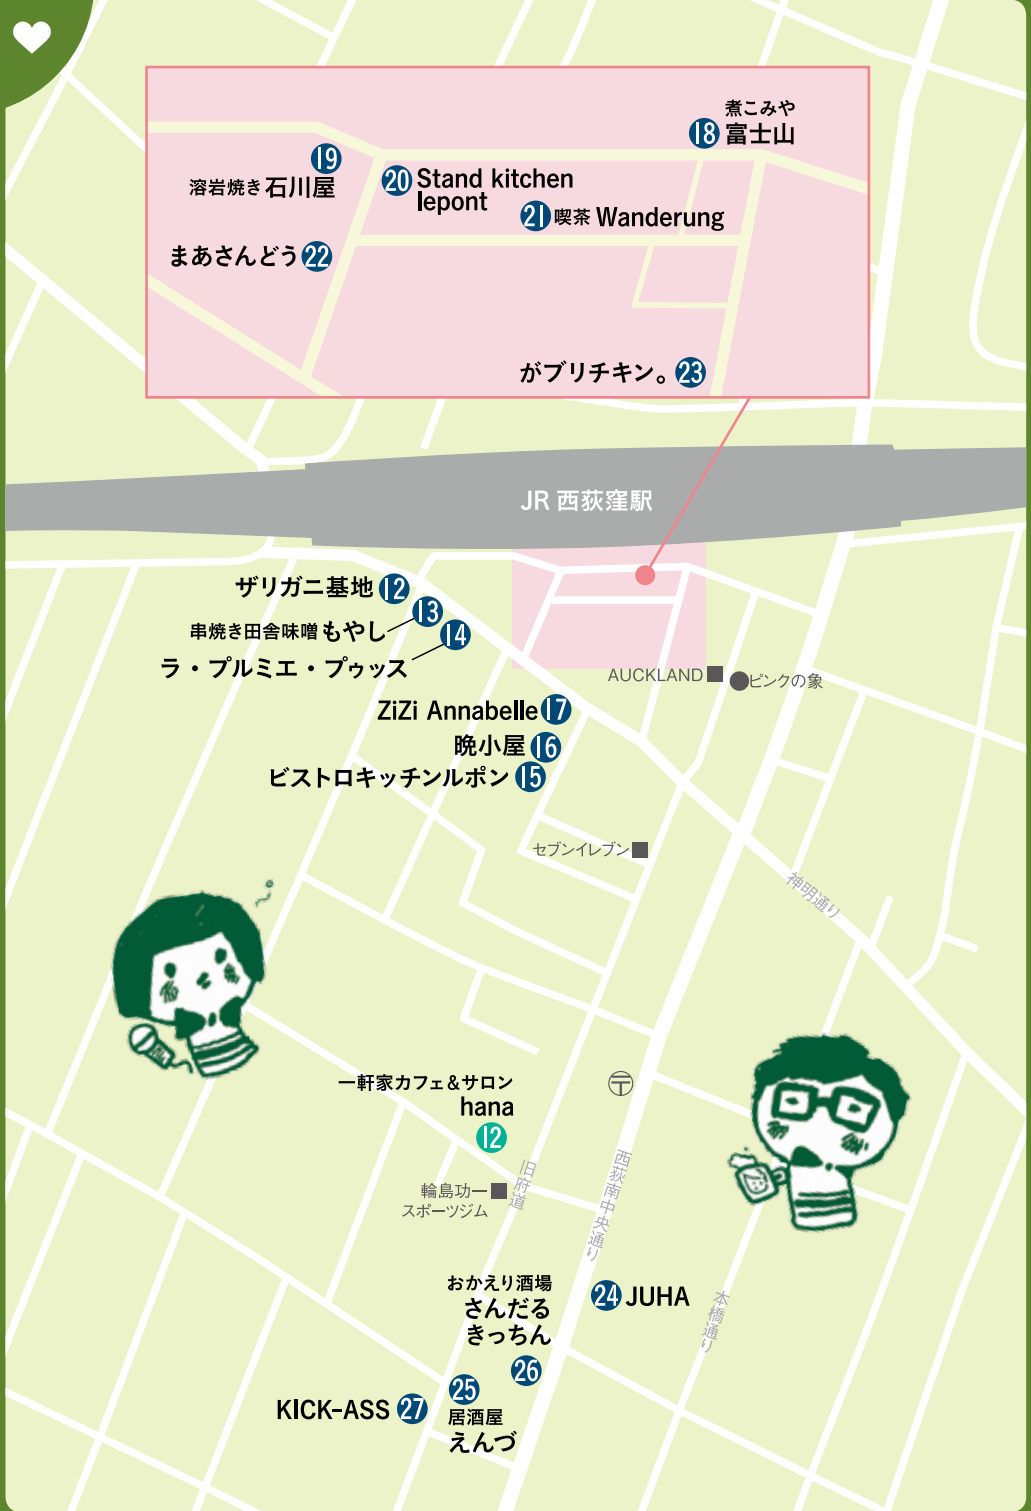 煮こみや
18 富士山
19
溶岩焼き 石川屋
20 Stand kitchen
lepont
21 喫茶 Wanderung
まあさんどう 22
がブリチキン。 23
JR 西荻窪駅
ザリガニ基地 12
13
串焼き田舎味噌 もやし
14
ラ・プルミエ・プゥッス
AUCKLAND
ピンクの象
ZiZi Annabelle 17
晩小屋 16
ビストロキッチンルポン 15
セブンイレブン
神明通り
一軒家カフェ&サロン
hana
12
〒
旧府道
西荻南中央通り
輪島功一
スポーツジム
おかえり酒場
さんだる
きっちん
26
24 JUHA
本橋通り
KICK-ASS 27
25
居酒屋
えんづ